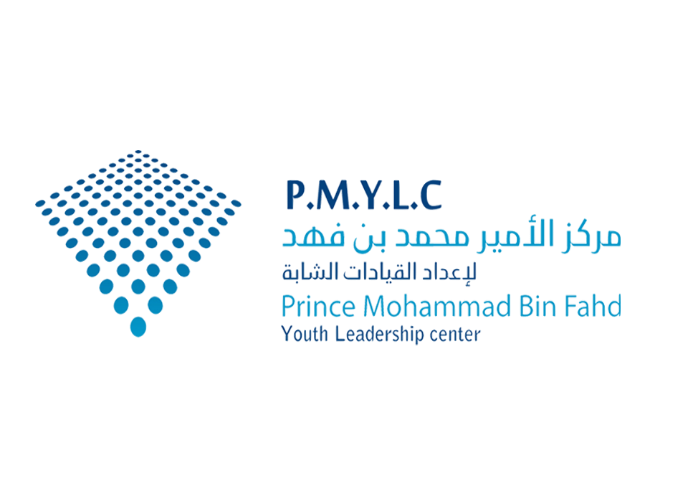 P.M.Y.L.C
مركز الأمير محمد بن فهد
لإعداد القيادات الشابة
Prince Mohammad Bin Fahd
Youth Leadership center